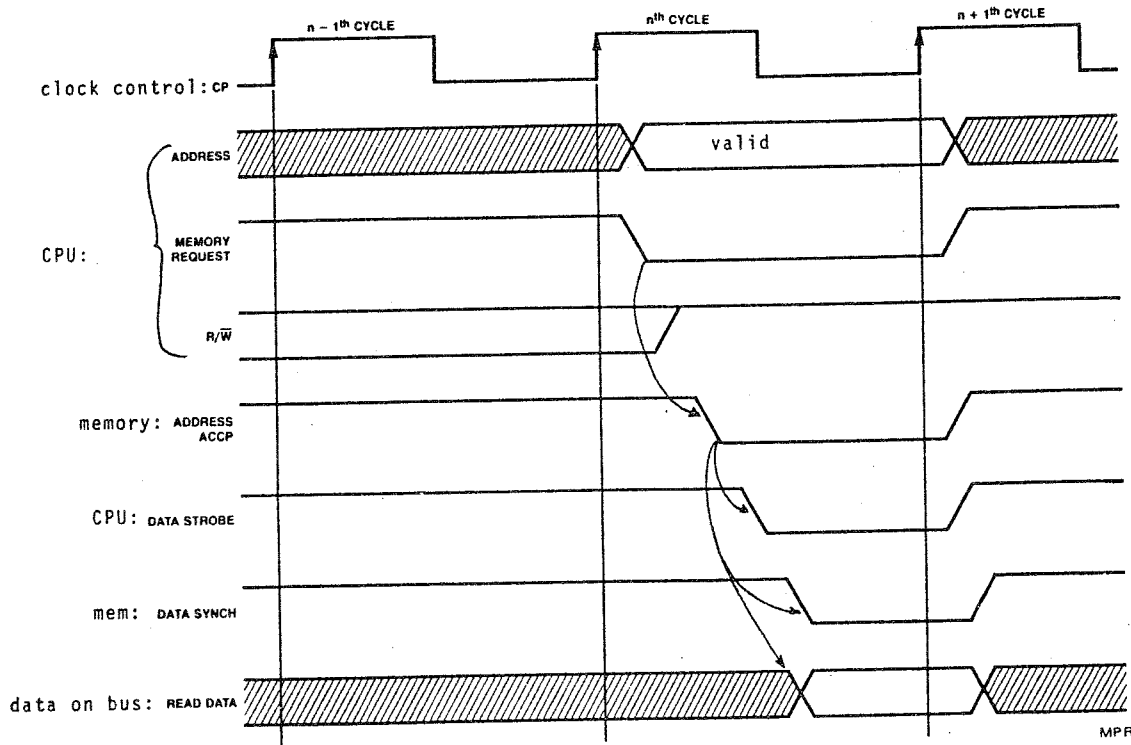 n – 1th CYCLE
nth CYCLE
n + 1th CYCLE
clock control: CP
ADDRESS
valid
CPU:
MEMORY
REQUEST
R/W̅
memory: ADDRESS
ACCP
CPU: DATA STROBE
mem: DATA SYNCH
data on bus: READ DATA
MPR